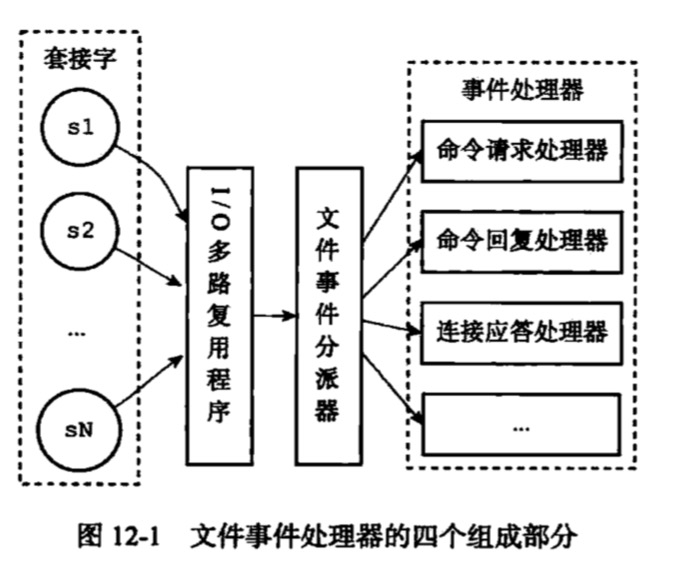 套接字
s1
s2
...
sN
I/O多路复用程序
文件事件分派器
事件处理器
命令请求处理器
命令回复处理器
连接应答处理器
...
图 12-1 文件事件处理器的四个组成部分